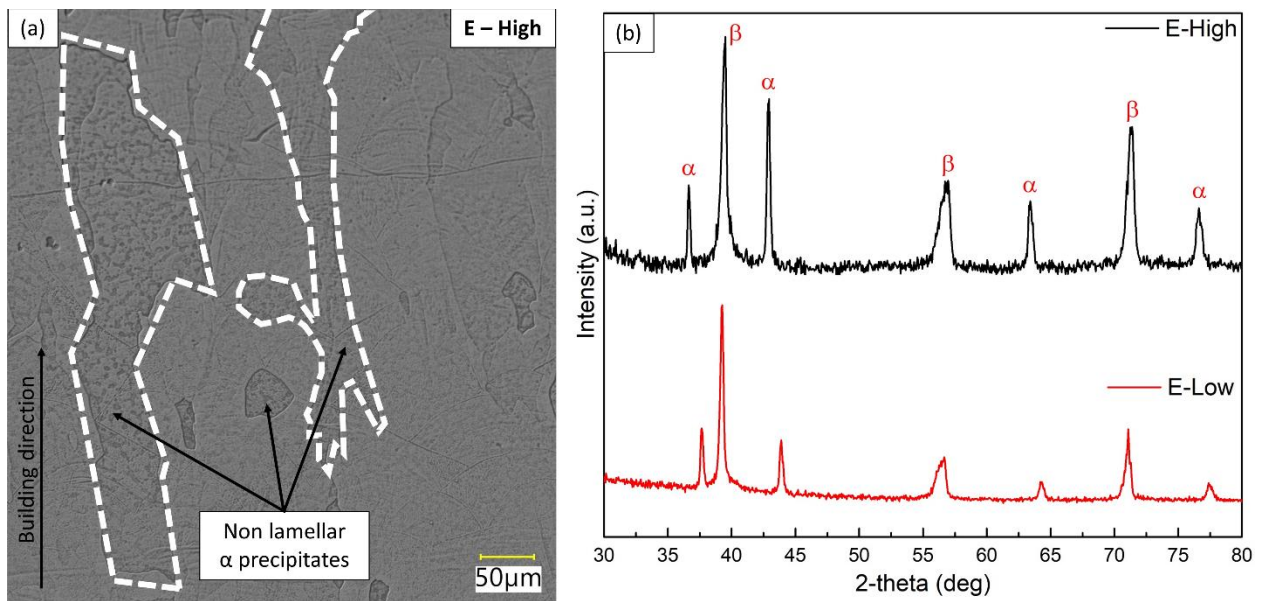 (a)
E – High
Building direction
Non lamellar
α precipitates
50µm
(b)
E-High
β
α
α
β
α
β
α
E-Low
Intensity (a.u.)
30 35 40 45 50 55 60 65 70 75 80
2-theta (deg)